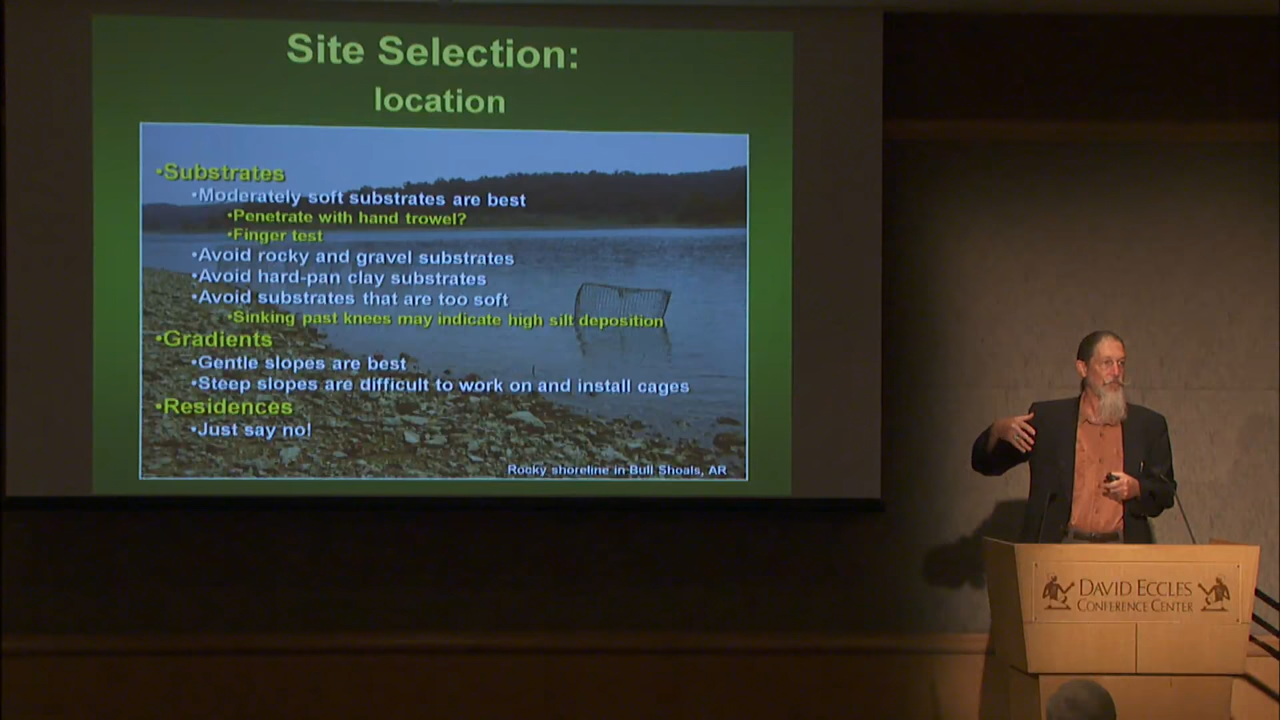 Site Selection:
location
•Substrates
•Moderately soft substrates are best
•Penetrate with hand trowel?
•Finger test
•Avoid rocky and gravel substrates
•Avoid hard-pan clay substrates
•Avoid substrates that are too soft
•Sinking past knees may indicate high silt deposition
•Gradients
•Gentle slopes are best
•Steep slopes are difficult to work on and install cages
•Residences
•Just say no!
Rocky shoreline in Bull Shoals, AR
DAVID ECCLES
CONFERENCE CENTER